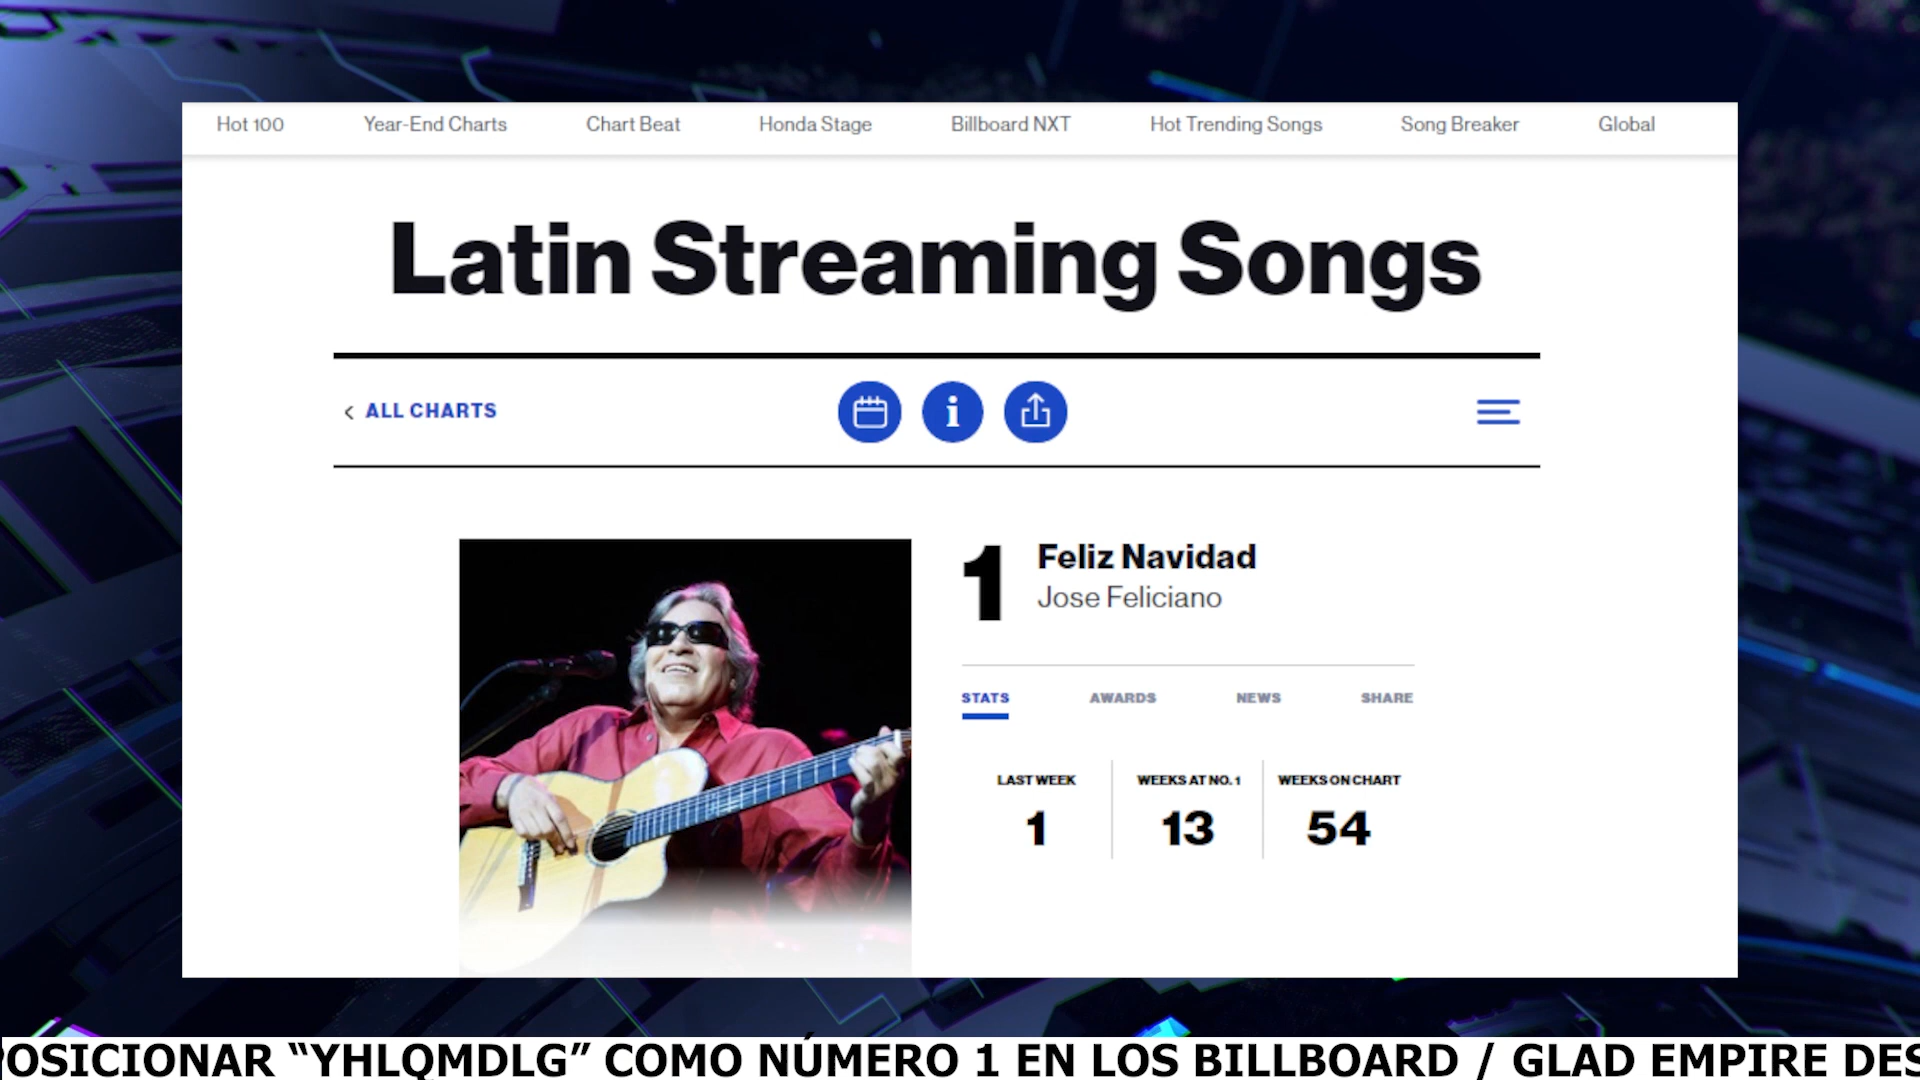 Hot 100 Year-End Charts Chart Beat Honda Stage Billboard NXT Hot Trending Songs Song Breaker Global
Latin Streaming Songs
ALL CHARTS
1 Feliz Navidad
Jose Feliciano
STATS AWARDS NEWS SHARE
LAST WEEK WEEKS AT NO. 1 WEEKS ON CHART
1 13 54
OSICIONAR “YHLQMDLG” COMO NÚMERO 1 EN LOS BILLBOARD / GLAD EMPIRE DES